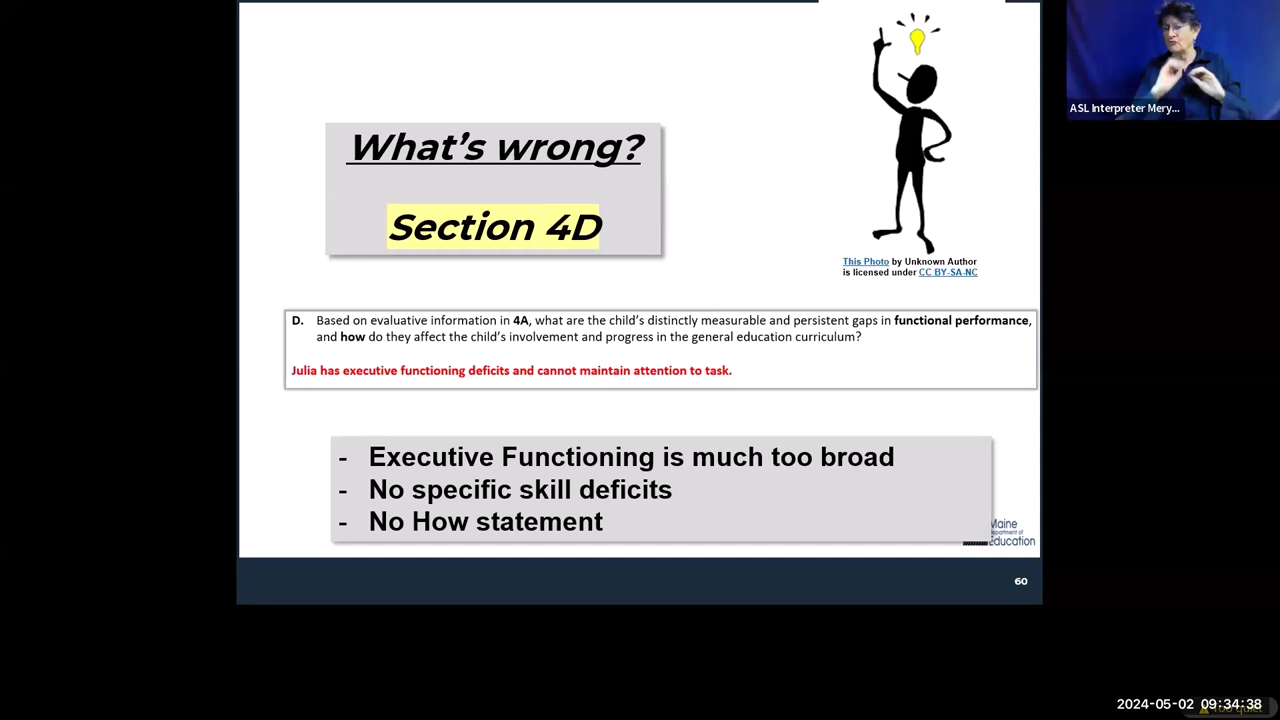 What's wrong?
Section 4D
This Photo by Unknown Author
is licensed under CC BY-SA-NC
D. Based on evaluative information in 4A, what are the child's distinctly measurable and persistent gaps in functional performance,
and how do they affect the child's involvement and progress in the general education curriculum?
Julia has executive functioning deficits and cannot maintain attention to task.
- Executive Functioning is much too broad
- No specific skill deficits
- No How statement
Maine
Department of
Education
60
ASL Interpreter Mery...
2024-05-02 09:34:38